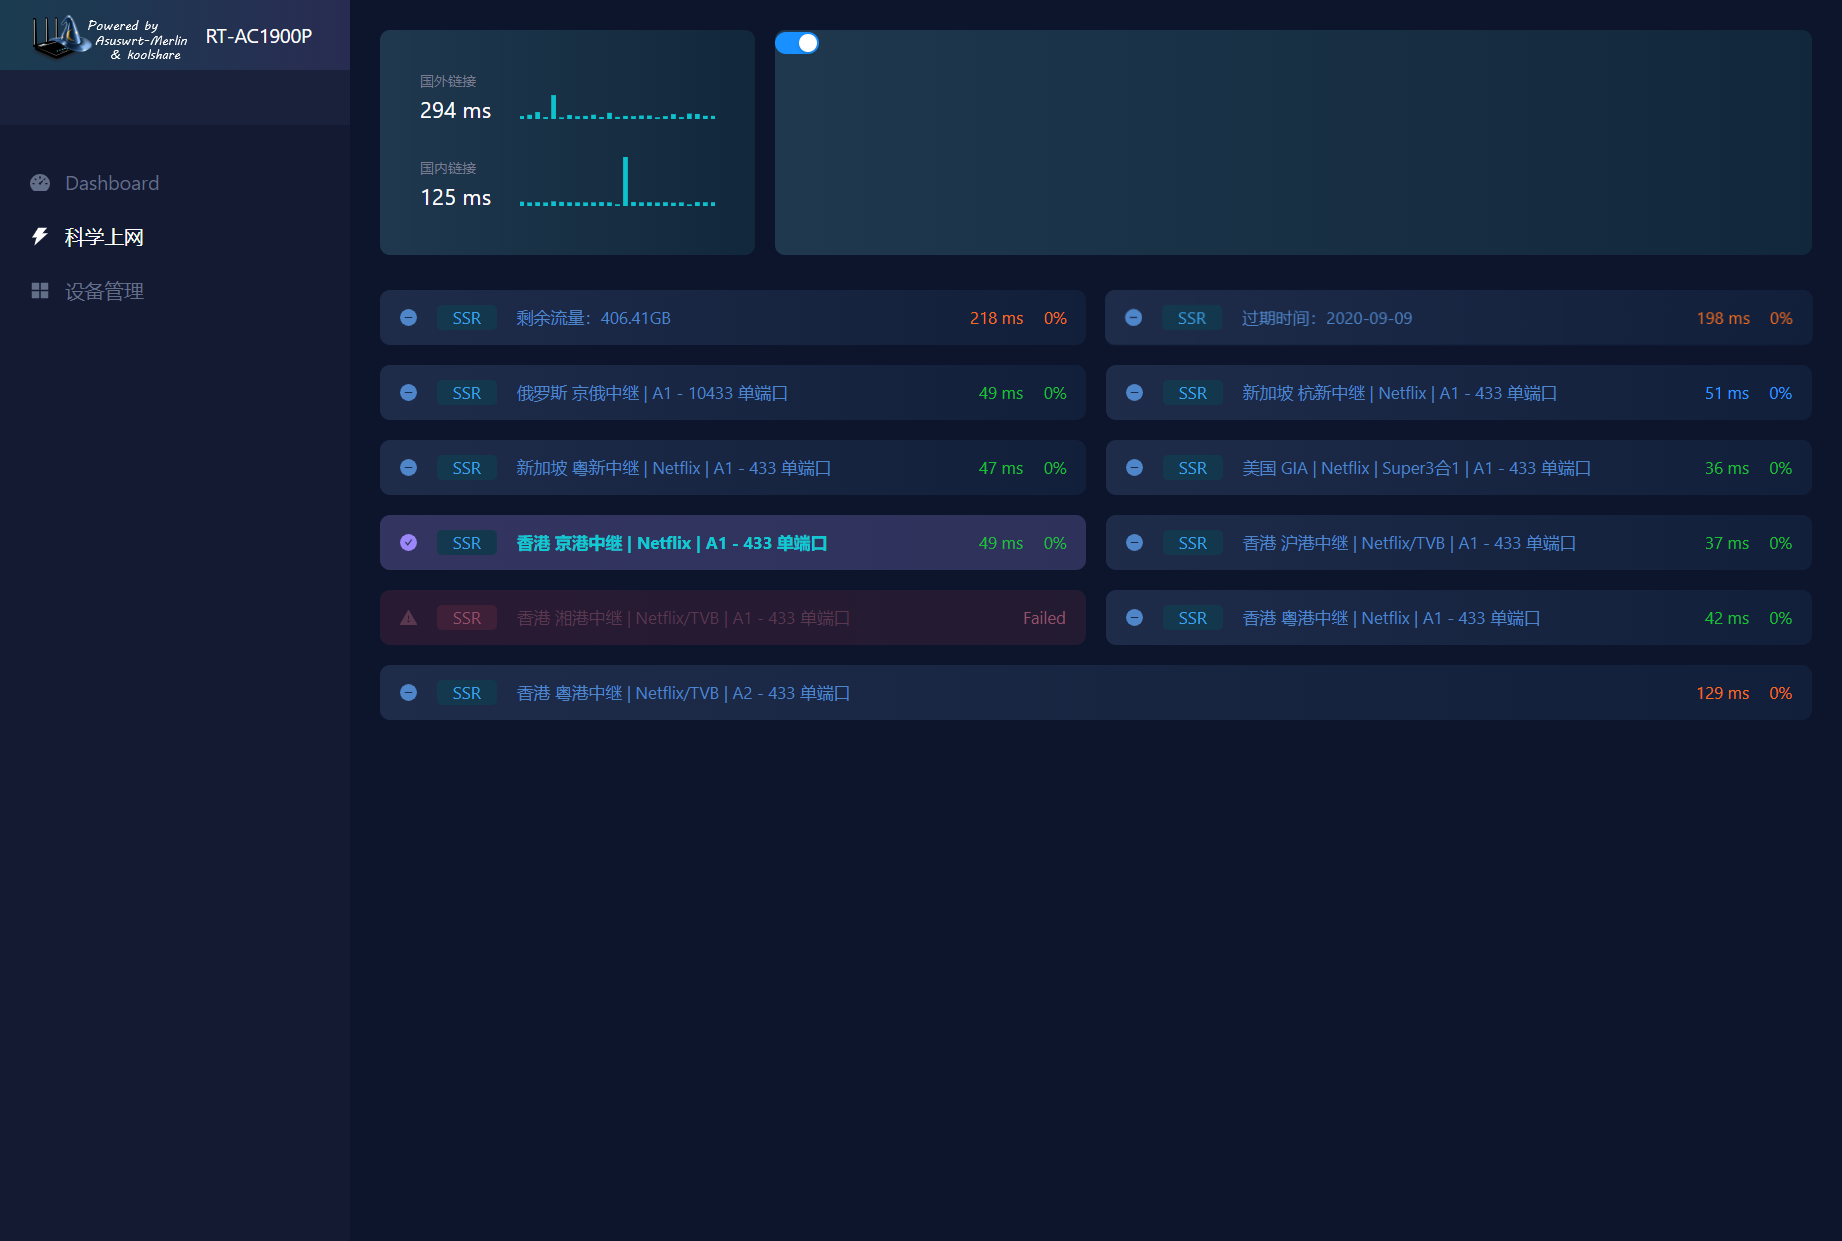 Powered by
Asuswrt-Merlin
& koolshare
RT-AC1900P
Dashboard
科学上网
设备管理
国外链接
294 ms
国内链接
125 ms
SSR 剩余流量：406.41GB 218 ms 0%
SSR 过期时间：2020-09-09 198 ms 0%
SSR 俄罗斯 京俄中继 | A1 - 10433 单端口 49 ms 0%
SSR 新加坡 杭新中继 | Netflix | A1 - 433 单端口 51 ms 0%
SSR 新加坡 粤新中继 | Netflix | A1 - 433 单端口 47 ms 0%
SSR 美国 GIA | Netflix | Super3合1 | A1 - 433 单端口 36 ms 0%
SSR 香港 京港中继 | Netflix | A1 - 433 单端口 49 ms 0%
SSR 香港 沪港中继 | Netflix/TVB | A1 - 433 单端口 37 ms 0%
SSR 香港 湘港中继 | Netflix/TVB | A1 - 433 单端口 Failed
SSR 香港 粤港中继 | Netflix | A1 - 433 单端口 42 ms 0%
SSR 香港 粤港中继 | Netflix/TVB | A2 - 433 单端口 129 ms 0%